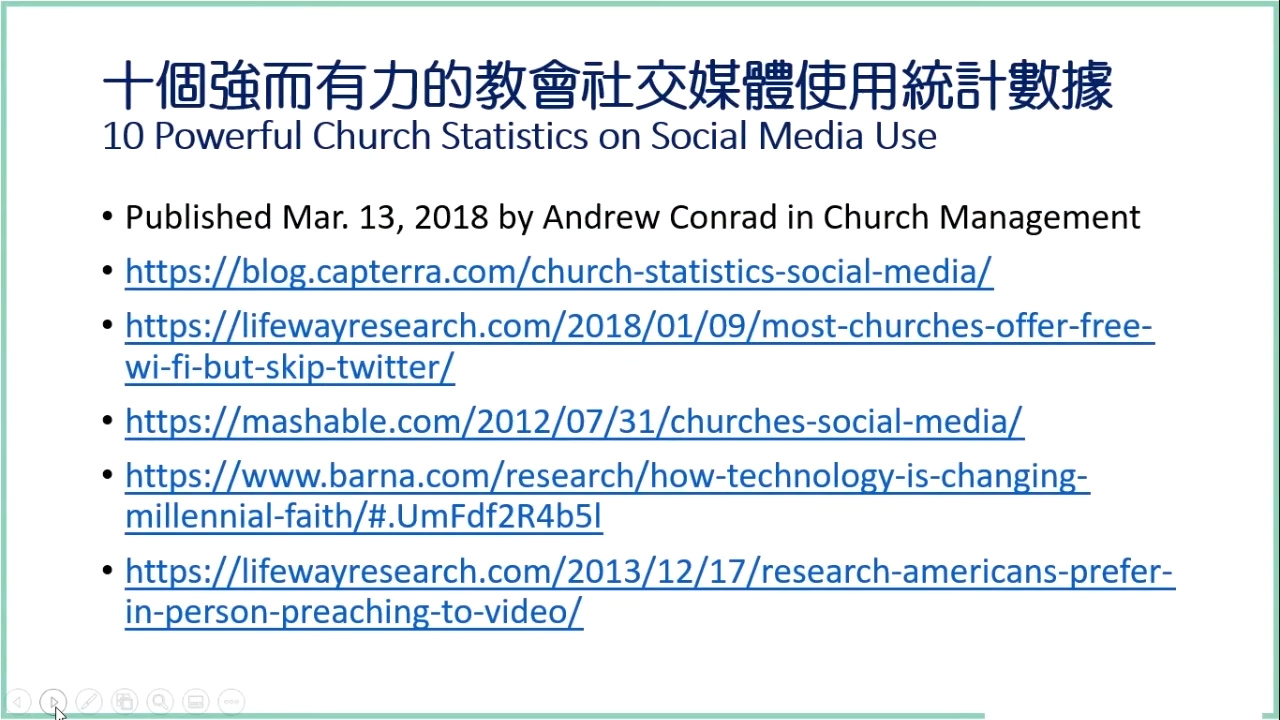 十個強而有力的教會社交媒體使用統計數據
10 Powerful Church Statistics on Social Media Use
• Published Mar. 13, 2018 by Andrew Conrad in Church Management
• https://blog.capterra.com/church-statistics-social-media/
• https://lifewayresearch.com/2018/01/09/most-churches-offer-free-
wi-fi-but-skip-twitter/
• https://mashable.com/2012/07/31/churches-social-media/
• https://www.barna.com/research/how-technology-is-changing-
millennial-faith/#.UmFdf2R4b5l
• https://lifewayresearch.com/2013/12/17/research-americans-prefer-
in-person-preaching-to-video/